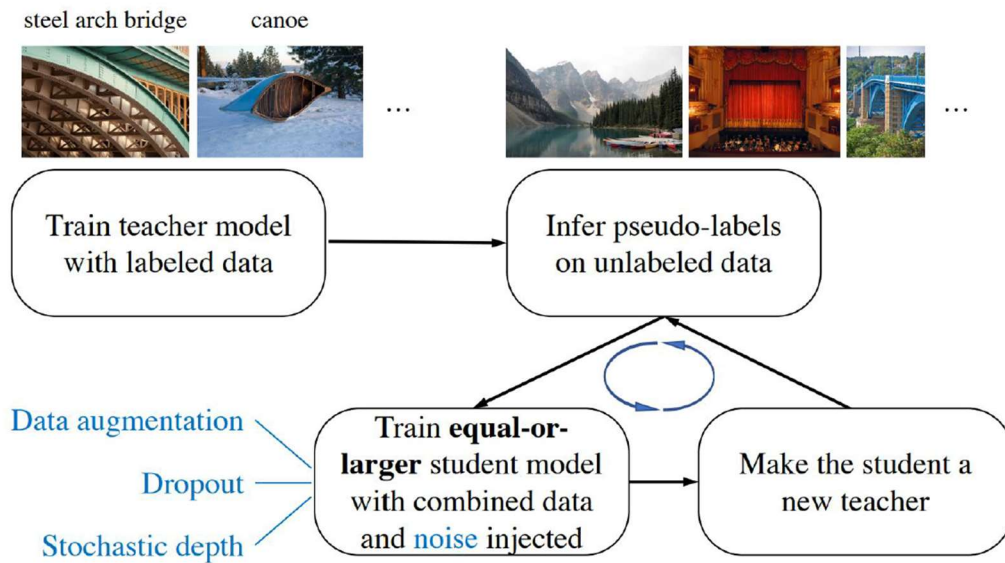 steel arch bridge
canoe
...
...
Train teacher model
with labeled data
Infer pseudo-labels
on unlabeled data
Data augmentation
Dropout
Stochastic depth
Train equal-or-
larger student model
with combined data
and noise injected
Make the student a
new teacher